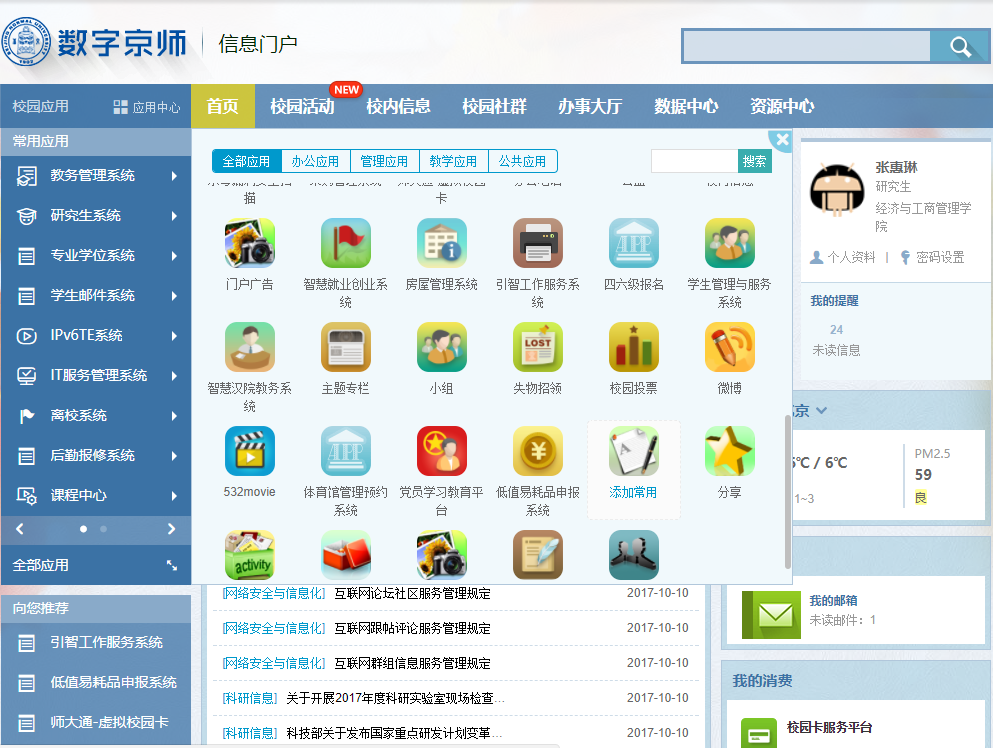 数字京师
信息门户
校园应用
应用中心
首页
校园活动
NEW
校内信息
校园社群
办事大厅
数据中心
资源中心
常用应用
教务管理系统
研究生系统
专业学位系统
学生邮件系统
IPv6TE系统
IT服务管理系统
离校系统
后勤报修系统
课程中心
全部应用
向您推荐
引智工作服务系统
低值易耗品申报系统
师大通-虚拟校园卡
全部应用
办公应用
管理应用
教学应用
公共应用
搜索
猫
卡
门户广告
智慧就业创业系
统
房屋管理系统
引智工作服务系
统
四六级报名
学生管理与服务
系统
智慧汉院教务系
统
主题专栏
小组
LOST
失物招领
校园投票
微博
532movie
APP
体育馆管理预约
系统
党员学习教育平
台
低值易耗品申报
系统
添加常用
分享
activity
[网络安全与信息化] 互联网论坛社区服务管理规定 2017-10-10
[网络安全与信息化] 互联网跟帖评论服务管理规定 2017-10-10
[网络安全与信息化] 互联网群组信息服务管理规定 2017-10-10
[科研信息] 关于开展2017年度科研实验室现场检查... 2017-10-10
[科研信息] 科技部关于发布国家重点研发计划变革... 2017-10-10
张惠琳
研究生
经济与工商管理学
院
个人资料
密码设置
我的提醒
24
未读信息
京
5℃ / 6℃
1~3
PM2.5
59
良
我的邮箱
未读邮件：1
我的消费
校园卡服务平台